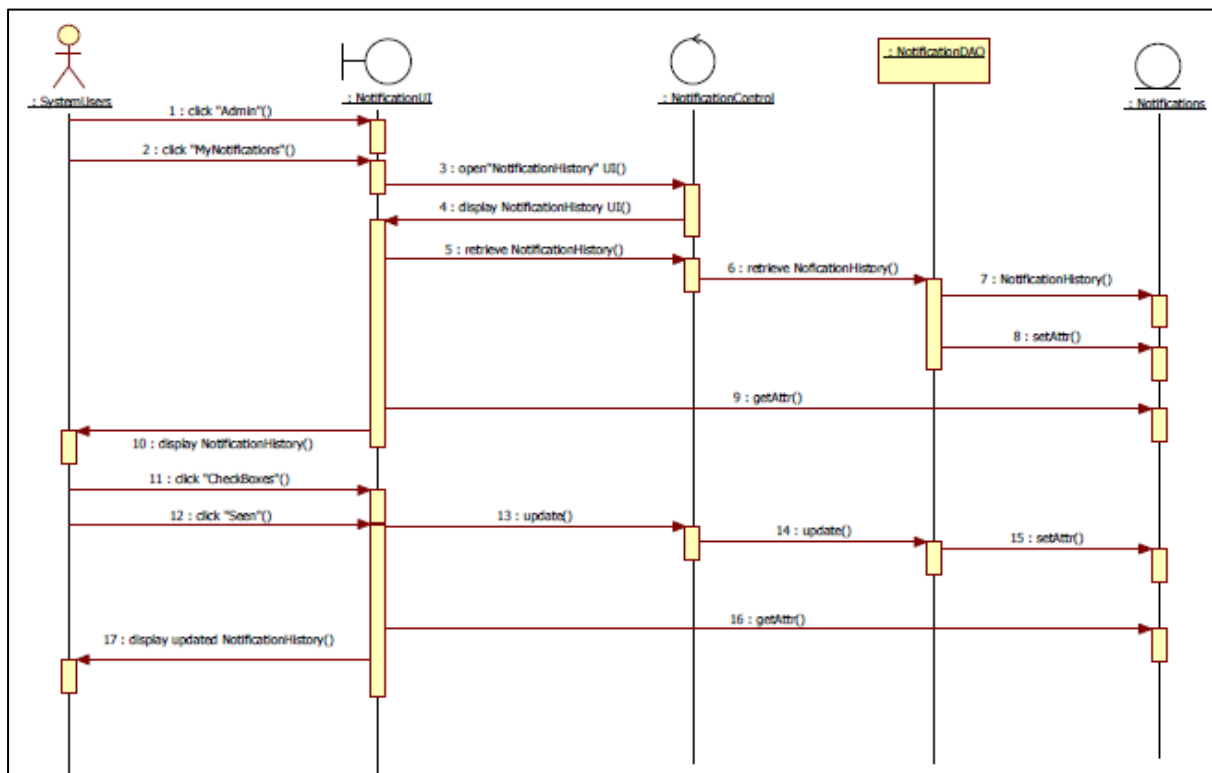 : SystemUsers
: NotificationUI
: NotificationControl
: NotificationDAO
: Notifications
1 : click "Admin"()
2 : click "MyNotifications"()
3 : open"NotificationHistory" UI()
4 : display NotificationHistory UI()
5 : retrieve NotificationHistory()
6 : retrieve NoficationHistory()
7 : NotificationHistory()
8 : setAttr()
9 : getAttr()
10 : display NotificationHistory()
11 : click "CheckBoxes"()
12 : click "Seen"()
13 : update()
14 : update()
15 : setAttr()
16 : getAttr()
17 : display updated NotificationHistory()